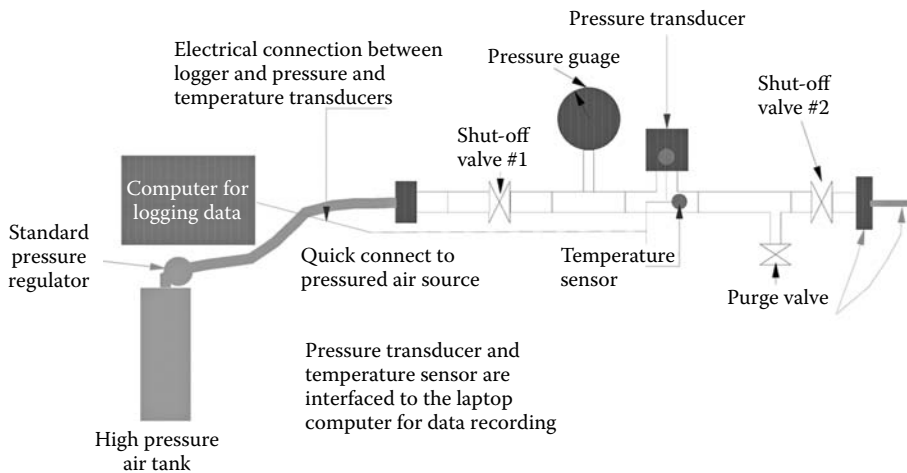 Pressure transducer
Electrical connection between
logger and pressure and
temperature transducers
Pressure guage
Shut-off
valve #2
Shut-off
valve #1
Computer for
logging data
Standard
pressure
regulator
Quick connect to
pressured air source
Temperature
sensor
Purge valve
Pressure transducer and
temperature sensor are
interfaced to the laptop
computer for data recording
High pressure
air tank